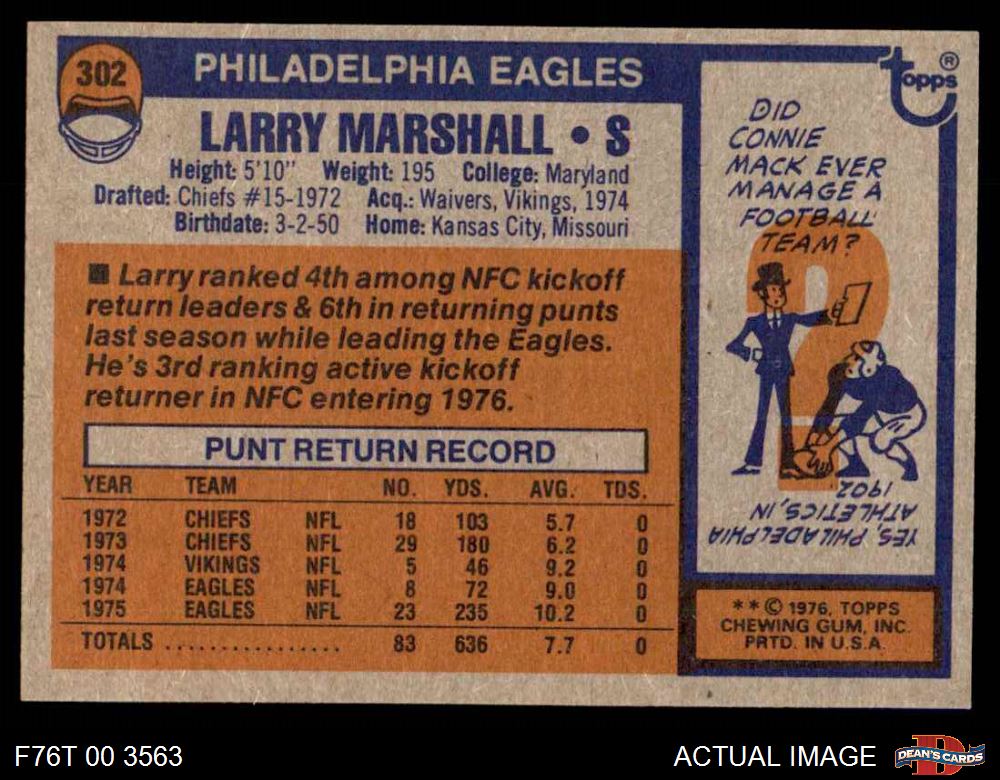 302
PHILADELPHIA EAGLES
LARRY MARSHALL • S
Height: 5'10" Weight: 195 College: Maryland
Drafted: Chiefs #15-1972 Acq.: Waivers, Vikings, 1974
Birthdate: 3-2-50 Home: Kansas City, Missouri
■ Larry ranked 4th among NFC kickoff
return leaders & 6th in returning punts
last season while leading the Eagles.
He's 3rd ranking active kickoff
returner in NFC entering 1976.
PUNT RETURN RECORD
YEAR TEAM NO. YDS. AVG. TDS.
1972 CHIEFS NFL 18 103 5.7 0
1973 CHIEFS NFL 29 180 6.2 0
1974 VIKINGS NFL 5 46 9.2 0
1974 EAGLES NFL 8 72 9.0 0
1975 EAGLES NFL 23 235 10.2 0
TOTALS ................ 83 636 7.7 0
topps®
DID
CONNIE
MACK EVER
MANAGE A
FOOTBALL
TEAM?
?
YES, PHILADELPHIA
ATHLETICS, IN
1902
** © 1976, TOPPS
CHEWING GUM, INC.
PRTD. IN U.S.A.
F76T 00 3563
ACTUAL IMAGE
D
DEAN'S CARDS